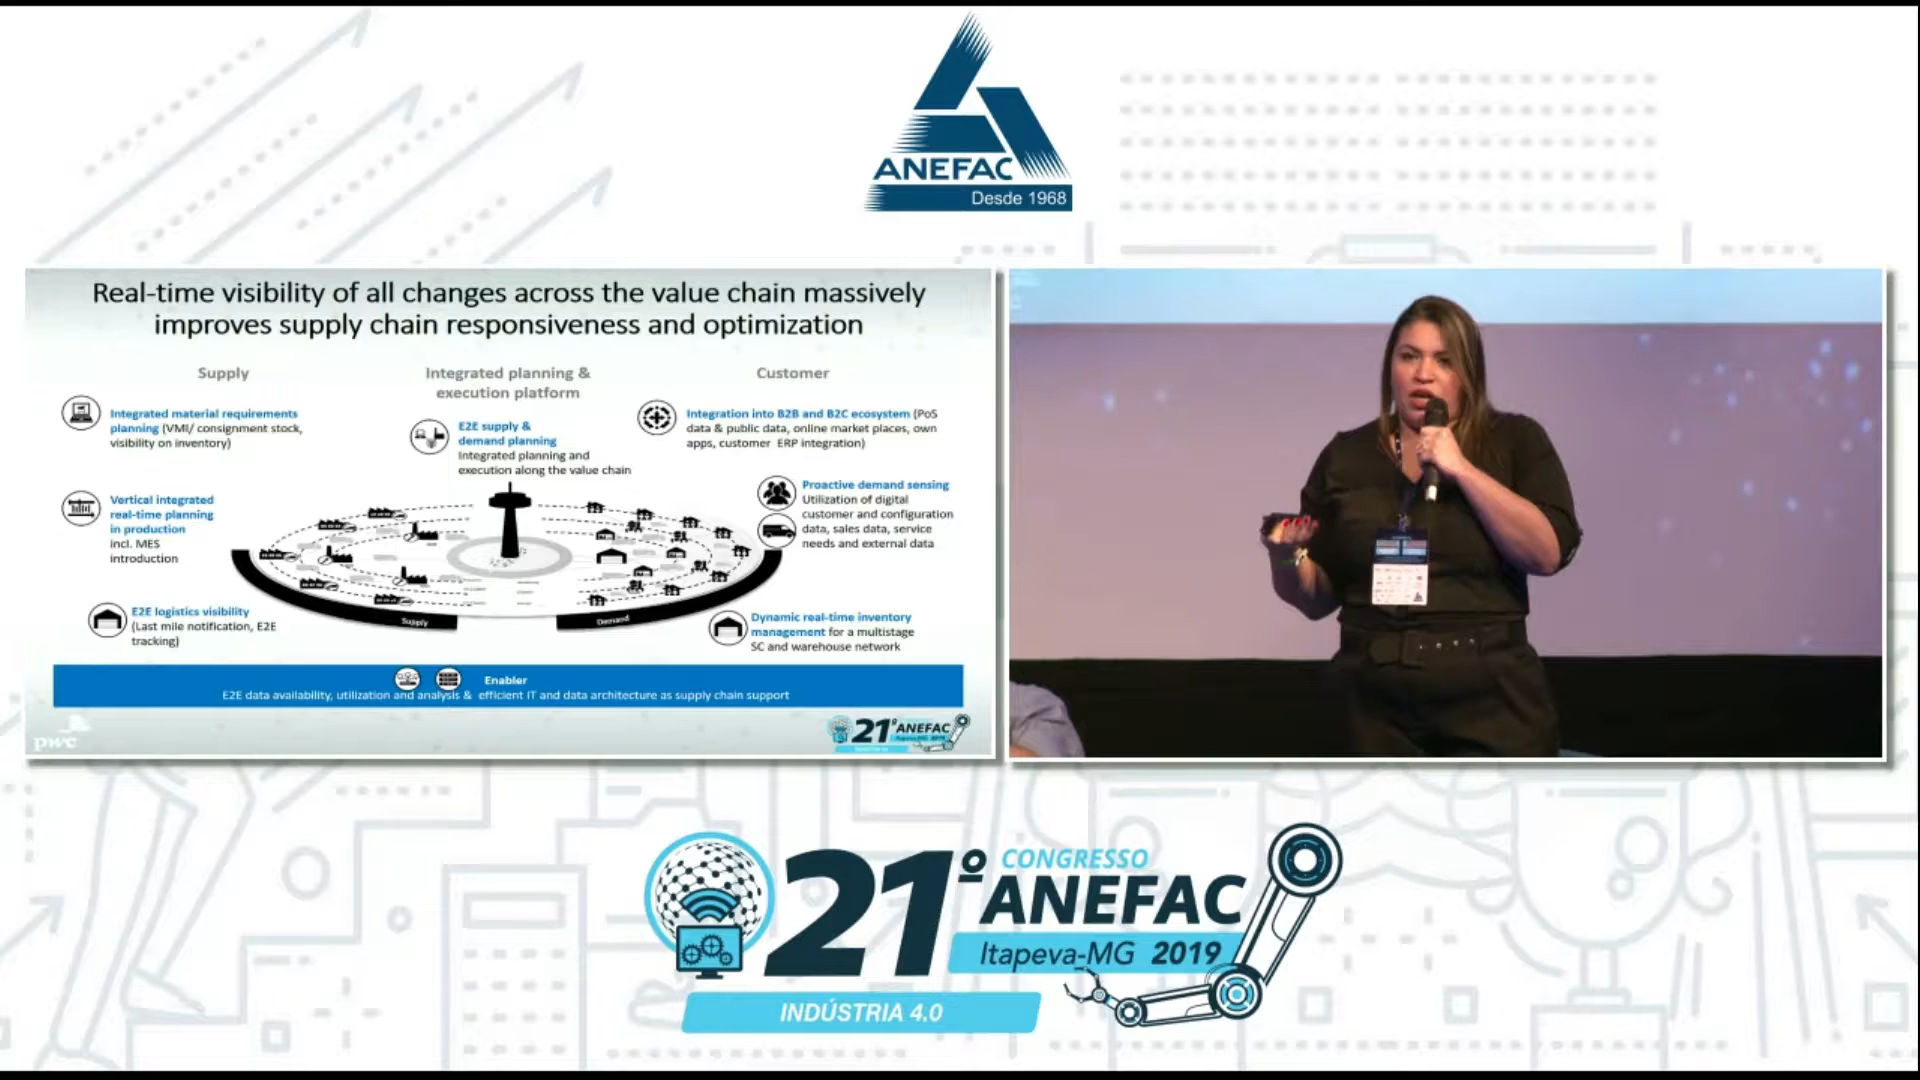 ANEFAC
Desde 1968
Real-time visibility of all changes across the value chain massively
improves supply chain responsiveness and optimization
Supply
Integrated material requirements
planning (VMI/ consignment stock,
visibility on inventory)
Vertical integrated
real-time planning
in production
incl. MES
introduction
E2E logistics visibility
(Last mile notification, E2E
tracking)
Integrated planning &
execution platform
E2E supply &
demand planning
Integrated planning and
execution along the value chain
Customer
Integration into B2B and B2C ecosystem (PoS
data & public data, online market places, own
apps, customer ERP integration)
Proactive demand sensing
Utilization of digital
customer and configuration
data, sales data, service
needs and external data
Dynamic real-time inventory
management for a multistage
SC and warehouse network
Supply
Demand
Enabler
E2E data availability, utilization and analysis & efficient IT and data architecture as supply chain support
pwc
21º ANEFAC
Itapeva-MG 2019
21º CONGRESSO
ANEFAC
Itapeva-MG 2019
INDÚSTRIA 4.0